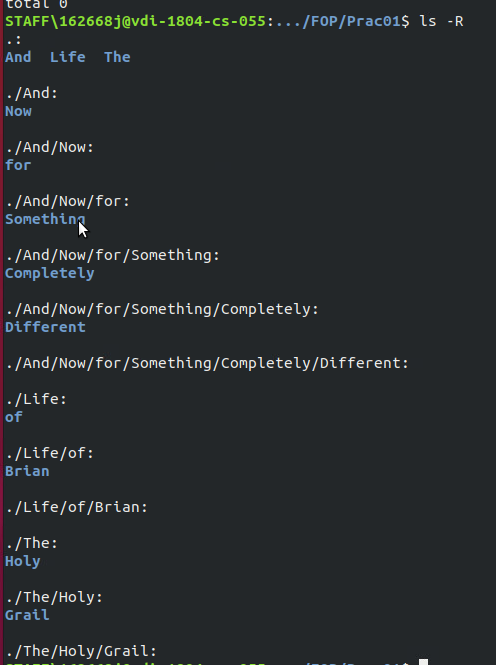 total 0
STAFF\162668j@vdi-1804-cs-055:.../FOP/Prac01$ ls -R
.:
And Life The
./And:
Now
./And/Now:
for
./And/Now/for:
Something
./And/Now/for/Something:
Completely
./And/Now/for/Something/Completely:
Different
./And/Now/for/Something/Completely/Different:
./Life:
of
./Life/of:
Brian
./Life/of/Brian:
./The:
Holy
./The/Holy:
Grail
./The/Holy/Grail: